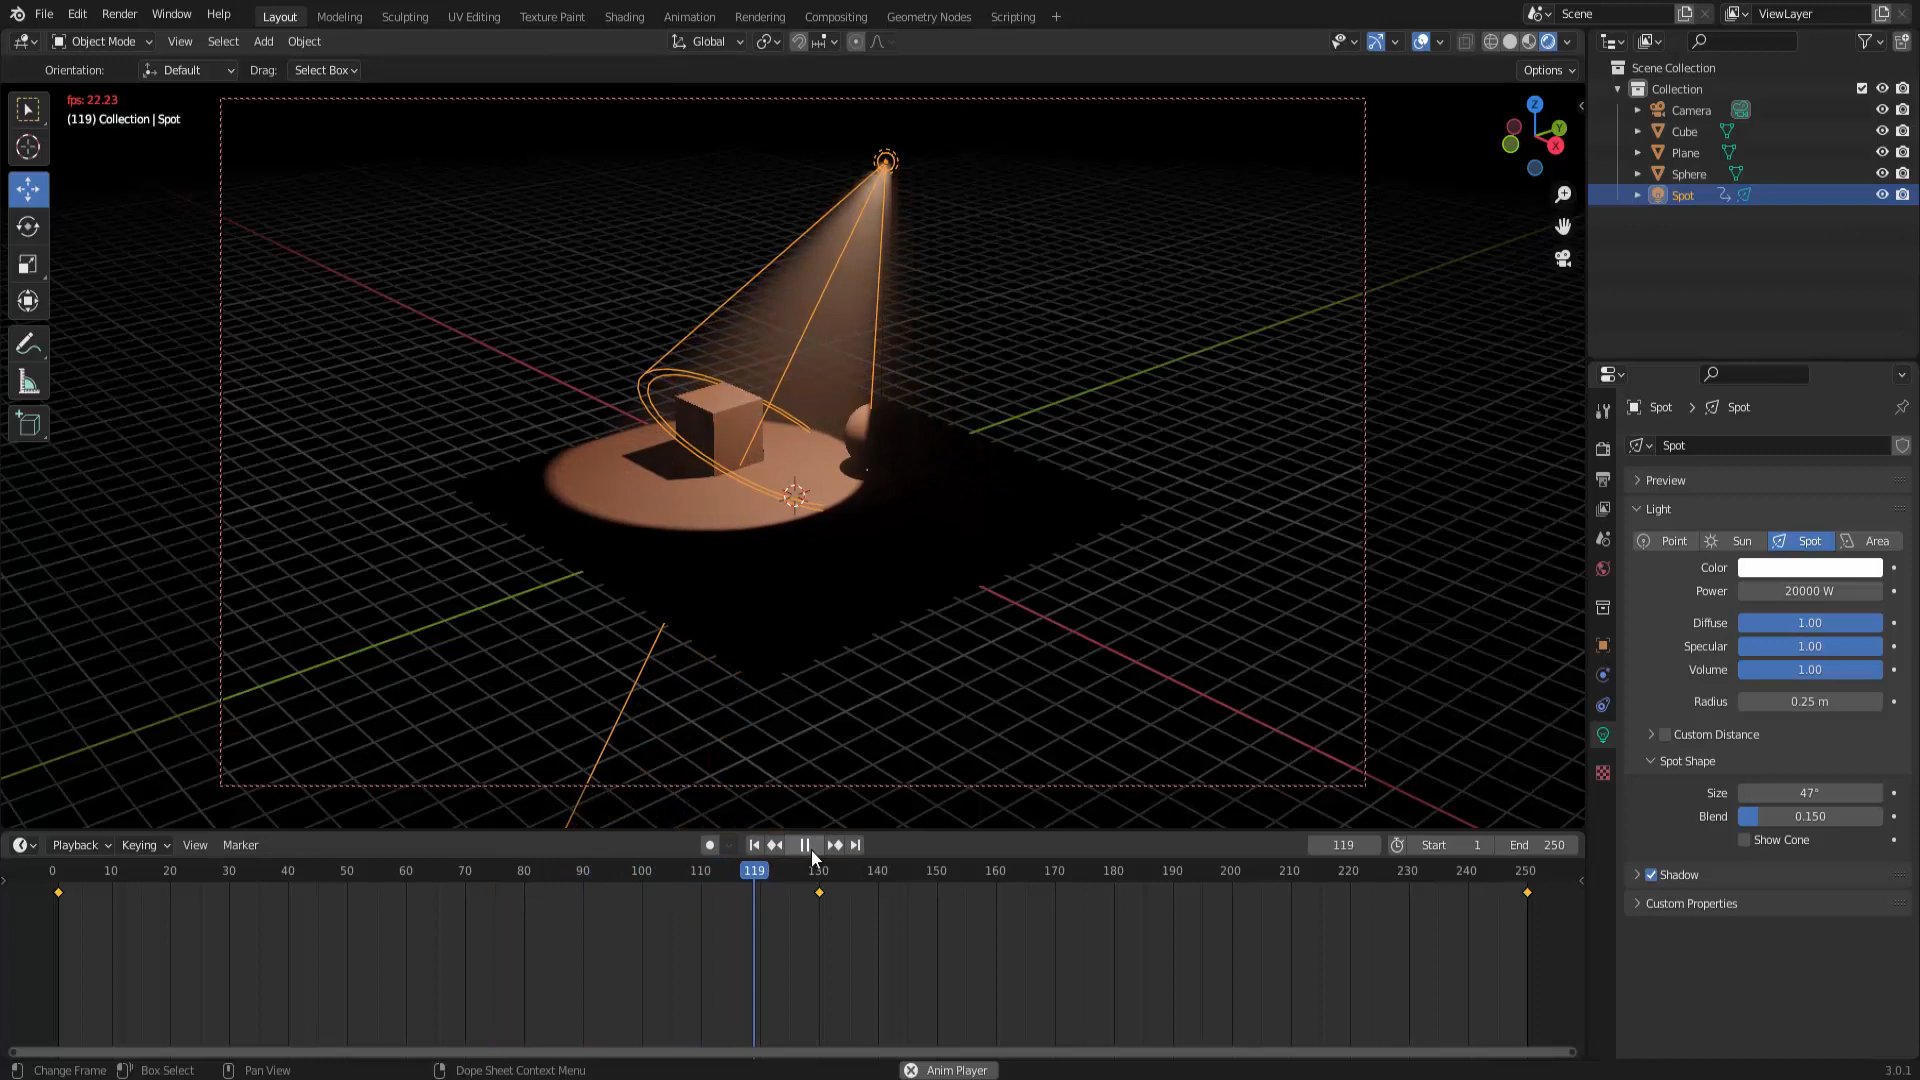 File Edit Render Window Help Layout Modeling Sculpting UV Editing Texture Paint Shading Animation Rendering Compositing Geometry Nodes Scripting + Scene ViewLayer
Object Mode View Select Add Object Global
Orientation: Default Drag: Select Box Options
fps: 22.23
(119) Collection | Spot
Z
Y
X
Scene Collection
Collection
Camera
Cube
Plane
Sphere
Spot
Spot > Spot
Spot
Preview
Light
Point Sun Spot Area
Color
Power 20000 W
Diffuse 1.00
Specular 1.00
Volume 1.00
Radius 0.25 m
Custom Distance
Spot Shape
Size 47°
Blend 0.150
Show Cone
Shadow
Custom Properties
Playback Keying View Marker 119 Start 1 End 250
0 10 20 30 40 50 60 70 80 90 100 110 119 130 140 150 160 170 180 190 200 210 220 230 240 250
Change Frame Box Select Pan View Dope Sheet Context Menu Anim Player 3.0.1